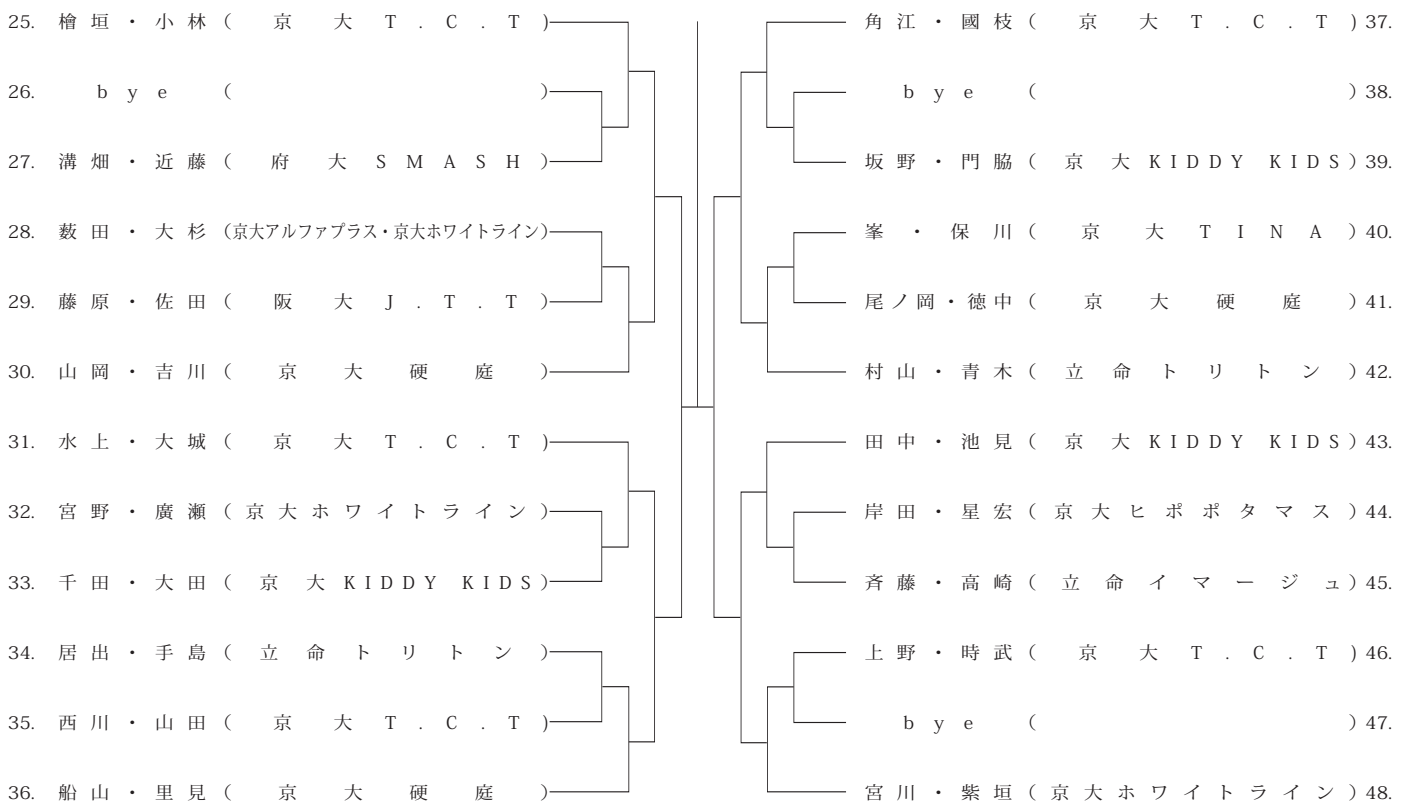 25. 檜垣・小林(京大T.C.T)
26. bye ( )
27. 溝畑・近藤(府大SMASH)
28. 薮田・大杉(京大アルファプラス・京大ホワイトライン)
29. 藤原・佐田(阪大J.T.T)
30. 山岡・吉川(京大硬庭)
31. 水上・大城(京大T.C.T)
32. 宮野・廣瀬(京大ホワイトライン)
33. 千田・大田(京大KIDDY KIDS)
34. 居出・手島(立命トリトン)
35. 西川・山田(京大T.C.T)
36. 船山・里見(京大硬庭)
角江・國枝(京大T.C.T)37.
bye ( )38.
坂野・門脇(京大KIDDY KIDS)39.
峯・保川(京大TINA)40.
尾ノ岡・徳中(京大硬庭)41.
村山・青木(立命トリトン)42.
田中・池見(京大KIDDY KIDS)43.
岸田・星宏(京大ヒポポタマス)44.
斉藤・高崎(立命イマージュ)45.
上野・時武(京大T.C.T)46.
bye ( )47.
宮川・紫垣(京大ホワイトライン)48.